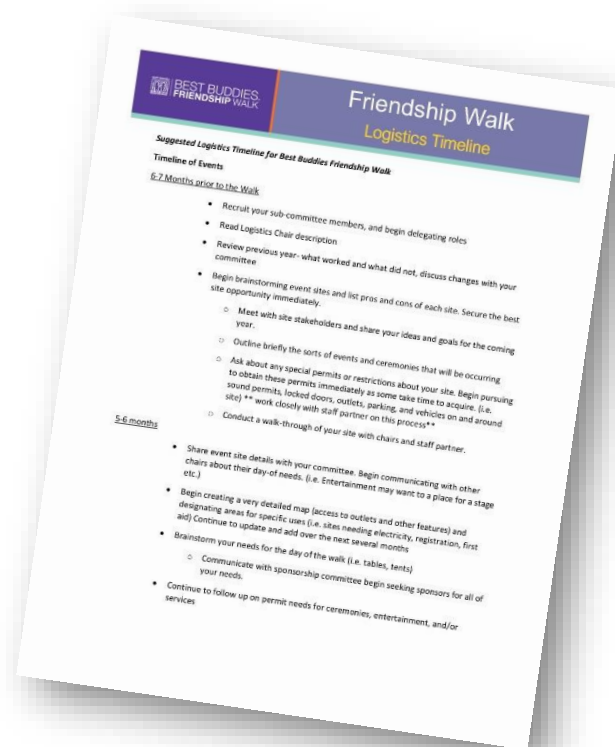 BEST BUDDIES
FRIENDSHIP WALK
Friendship Walk
Logistics Timeline
Suggested Logistics Timeline for Best Buddies Friendship Walk
Timeline of Events
6-7 Months prior to the Walk
• Recruit your sub-committee members, and begin delegating roles
• Read Logistics Chair description
• Review previous year- what worked and what did not, discuss changes with your
committee
• Begin brainstorming event sites and list pros and cons of each site. Secure the best
site opportunity immediately.
○ Meet with site stakeholders and share your ideas and goals for the coming
year.
○ Outline briefly the sorts of events and ceremonies that will be occurring
○ Ask about any special permits or restrictions about your site. Begin pursuing
to obtain these permits immediately as some take time to acquire. (i.e.
sound permits, locked doors, outlets, parking, and vehicles on and around
site) ** work closely with staff partner on this process**
○ Conduct a walk-through of your site with chairs and staff partner.
5-6 months
• Share event site details with your committee. Begin communicating with other
chairs about their day-of needs. (i.e. Entertainment may want to a place for a stage
etc.)
• Begin creating a very detailed map (access to outlets and other features) and
designating areas for specific uses (i.e. sites needing electricity, registration, first
aid) Continue to update and add over the next several months
• Brainstorm your needs for the day of the walk (i.e. tables, tents)
○ Communicate with sponsorship committee begin seeking sponsors for all of
your needs.
• Continue to follow up on permit needs for ceremonies, entertainment, and/or
services